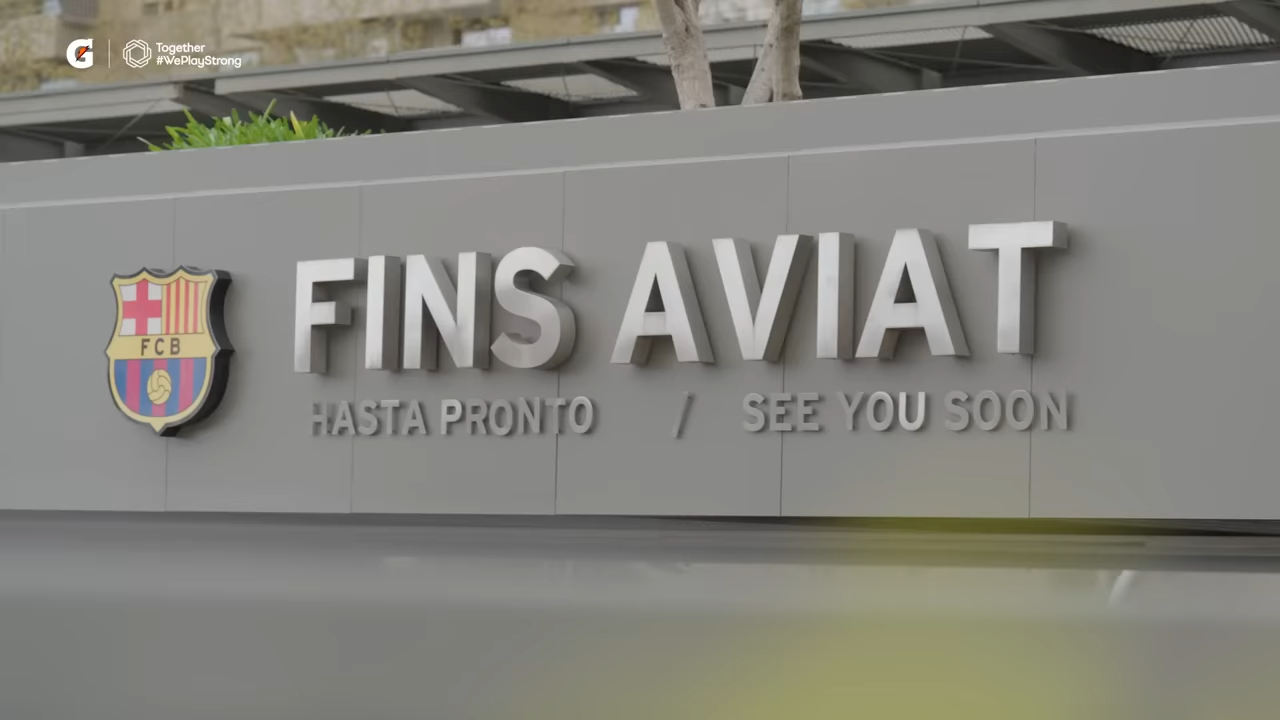 G
Together
#WePlayStrong
FCB
FINS AVIAT
HASTA PRONTO / SEE YOU SOON